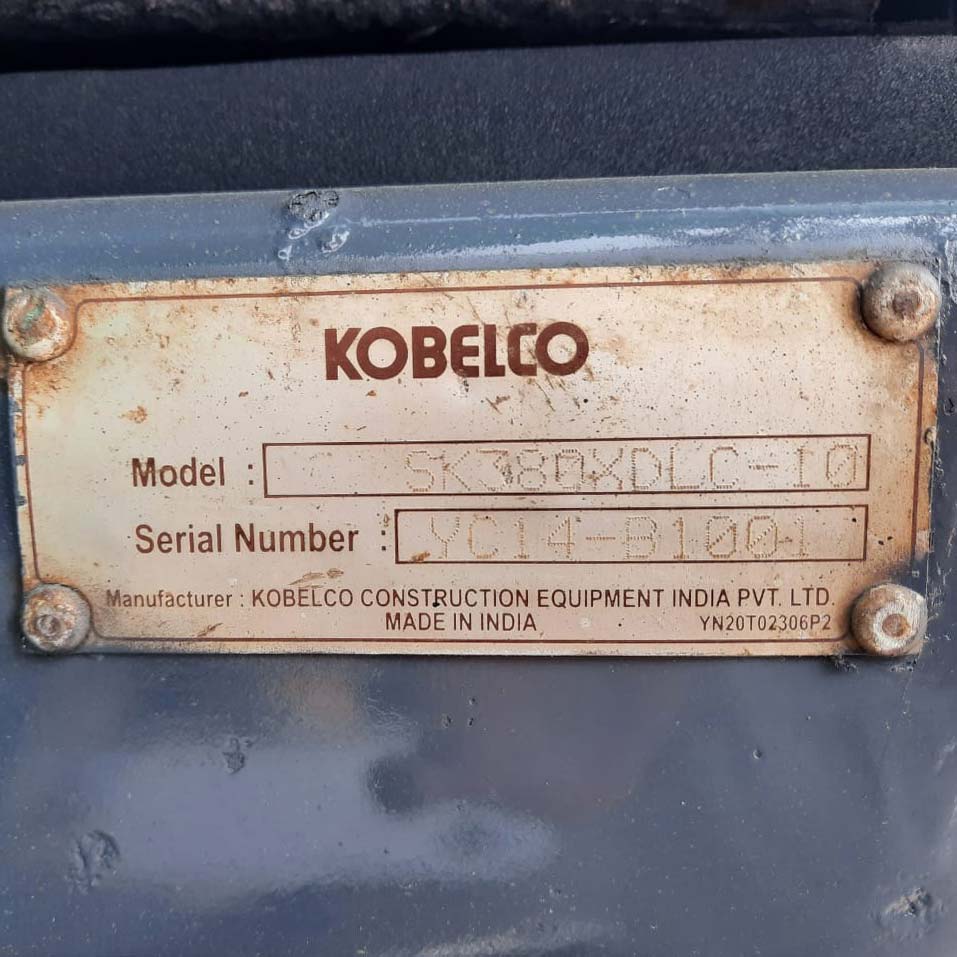 KOBELCO
Model : SK380XDLC-10
Serial Number : YC14-B1001
Manufacturer : KOBELCO CONSTRUCTION EQUIPMENT INDIA PVT. LTD.
MADE IN INDIA YN20T02306P2